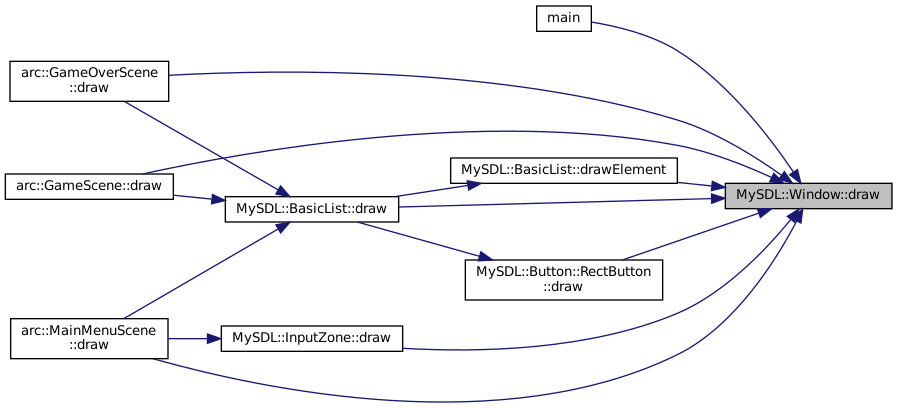 main
arc::GameOverScene
::draw
MySDL::BasicList::drawElement
arc::GameScene::draw
MySDL::Window::draw
MySDL::BasicList::draw
MySDL::Button::RectButton
::draw
arc::MainMenuScene
::draw
MySDL::InputZone::draw